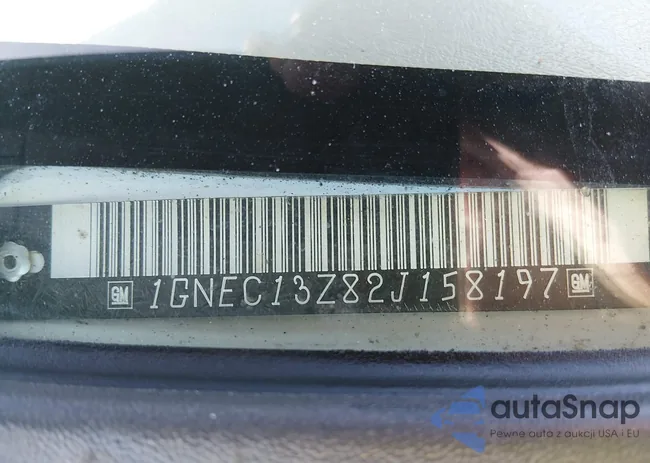 GM 1GNEC13Z82J158197 GM
autaSnap
Pewne auta z aukcji USA i EU